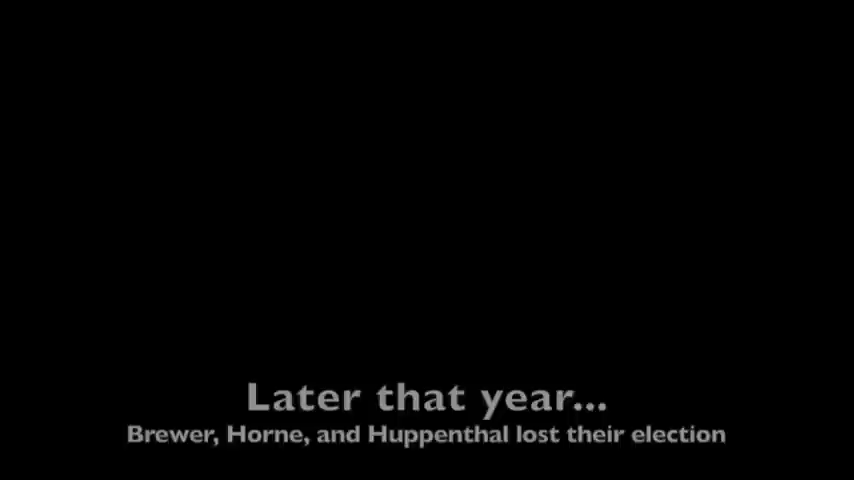 Later that year...
Brewer, Horne, and Huppenthal lost their election